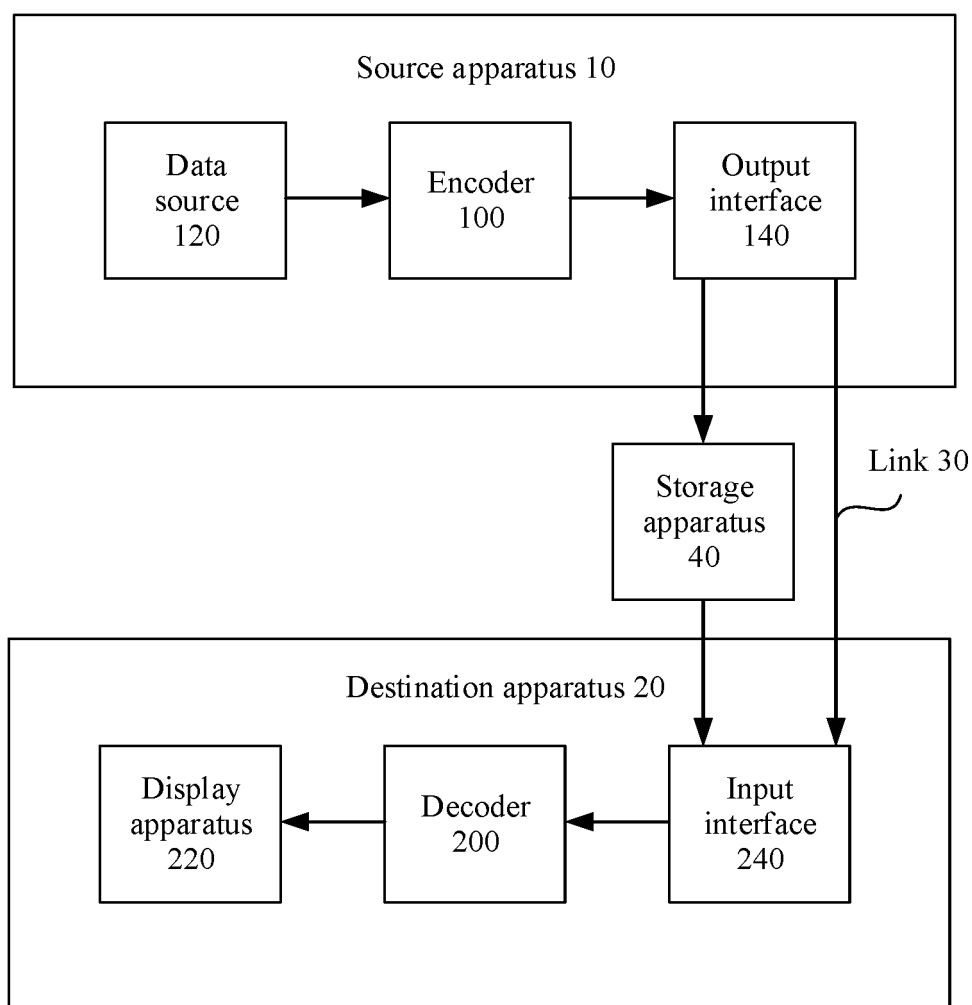 Source apparatus 10
Data
source
120
Encoder
100
Output
interface
140
Storage
apparatus
40
Link 30
Destination apparatus 20
Display
apparatus
220
Decoder
200
Input
interface
240